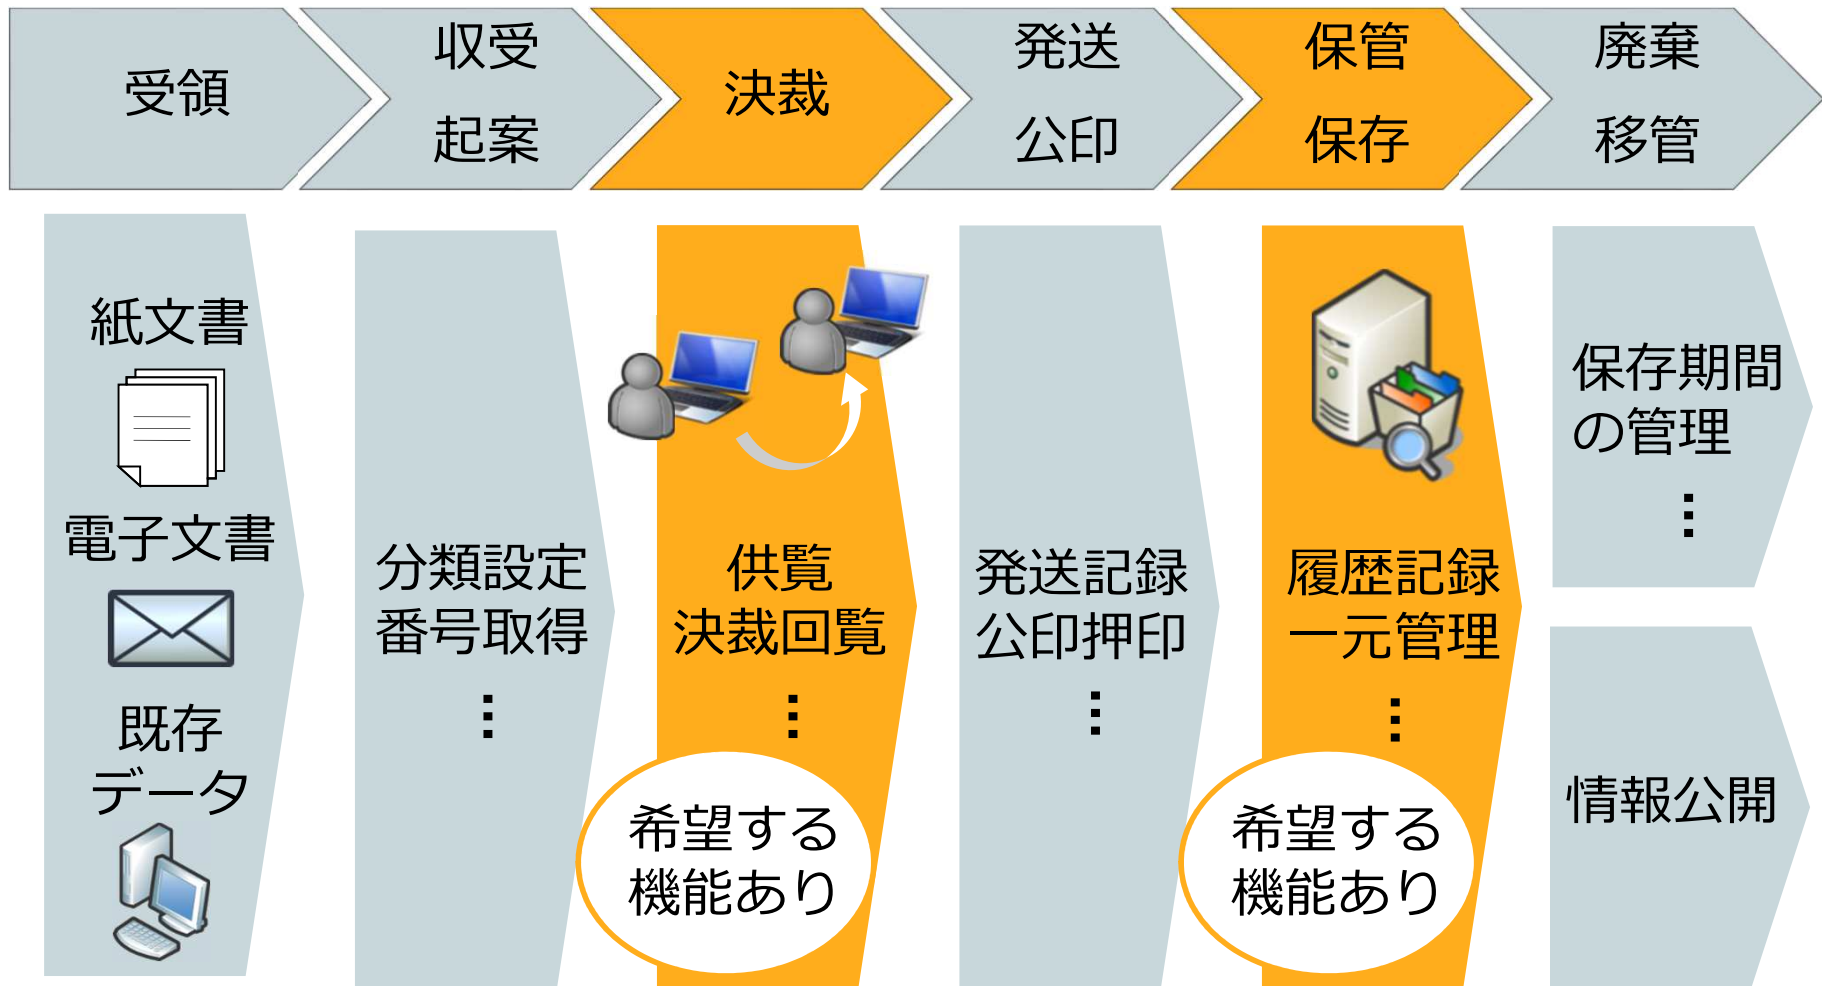 受領
収受
起案
決裁
発送
公印
保管
保存
廃棄
移管
紙文書
電子文書
既存
データ
分類設定
番号取得
…
供覧
決裁回覧
…
希望する
機能あり
発送記録
公印押印
…
履歴記録
一元管理
…
希望する
機能あり
保存期間
の管理
…
情報公開